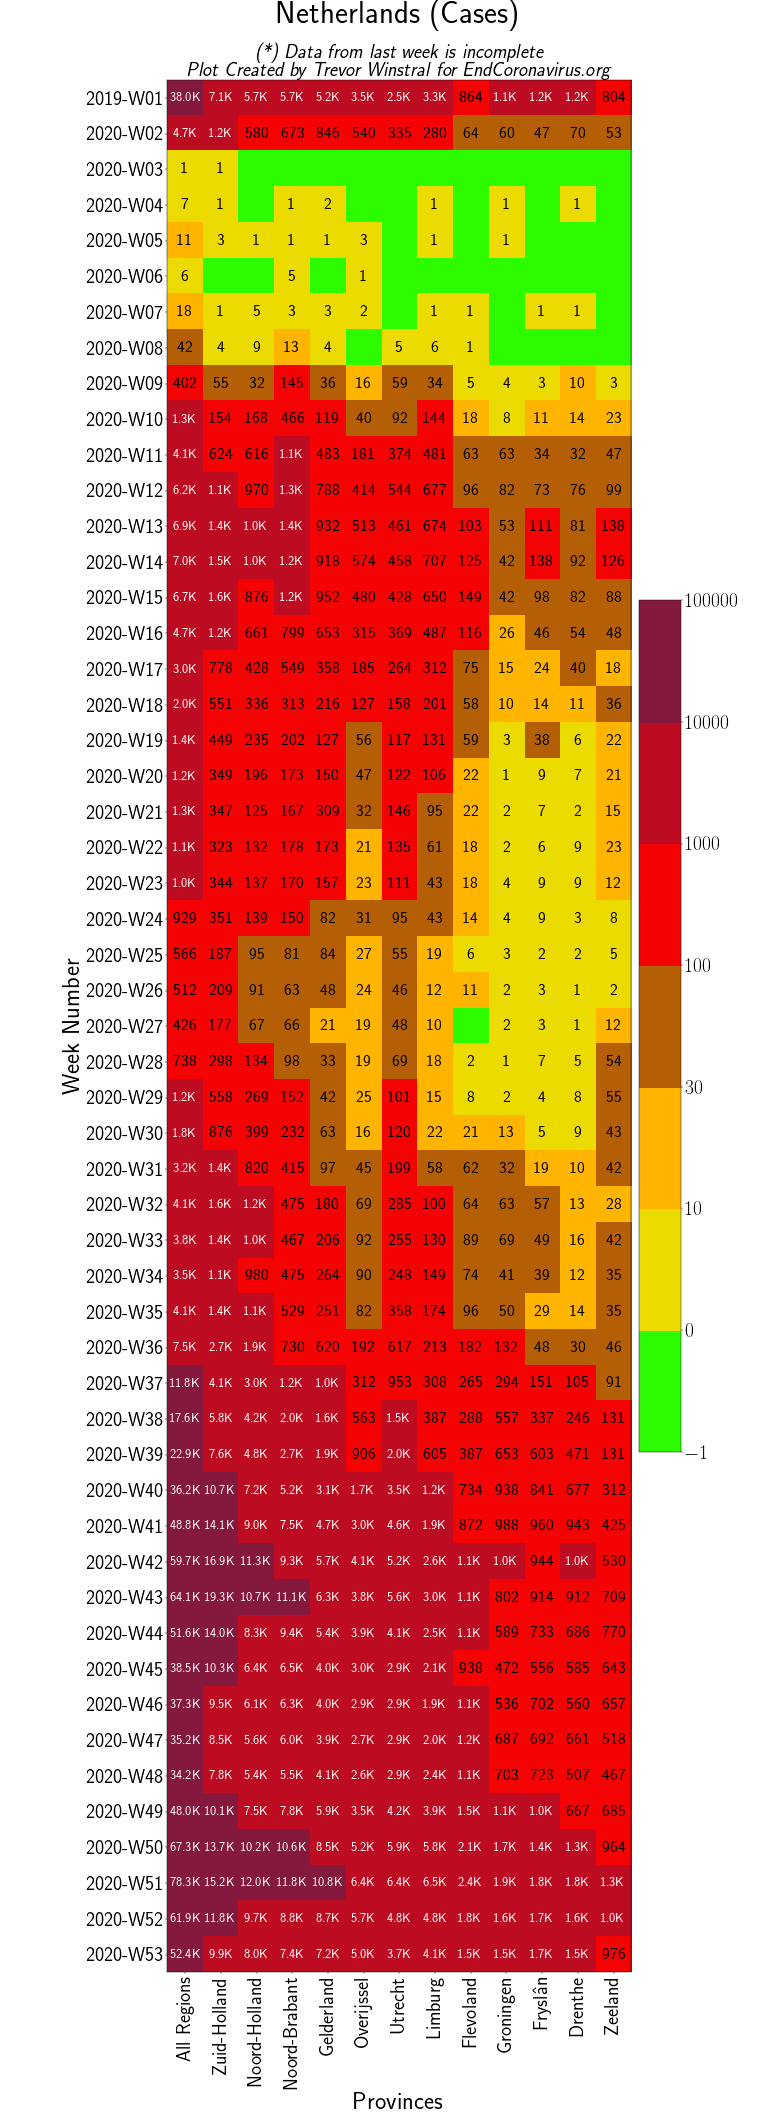 Netherlands (Cases)
(*) Data from last week is incomplete
Plot Created by Trevor Winstral for EndCoronavirus.org
2019-W01 38.0K 7.1K 5.7K 5.7K 5.2K 3.5K 2.5K 3.3K 864 1.1K 1.2K 1.2K 804
2020-W02 4.7K 1.2K 580 673 846 540 335 280 64 60 47 70 53
2020-W03 1 1
2020-W04 7 1 1 2 1 1 1
2020-W05 11 3 1 1 1 3 1 1
2020-W06 6 5 1
2020-W07 18 1 5 3 3 2 1 1 1 1
2020-W08 42 4 9 13 4 5 6 1
2020-W09 402 55 32 145 36 16 59 34 5 4 3 10 3
2020-W10 1.3K 154 168 466 119 40 92 144 18 8 11 14 23
2020-W11 4.1K 624 616 1.1K 483 181 374 481 63 63 34 32 47
2020-W12 6.2K 1.1K 970 1.3K 788 414 544 677 96 82 73 76 99
2020-W13 6.9K 1.4K 1.0K 1.4K 932 513 461 674 103 53 111 81 138
2020-W14 7.0K 1.5K 1.0K 1.2K 918 574 458 707 125 42 138 92 126
2020-W15 6.7K 1.6K 876 1.2K 952 480 428 650 149 42 98 82 88
2020-W16 4.7K 1.2K 661 799 653 315 369 487 116 26 46 54 48
2020-W17 3.0K 778 428 549 358 185 264 312 75 15 24 40 18
2020-W18 2.0K 551 336 313 216 127 158 201 58 10 14 11 36
2020-W19 1.4K 449 235 202 127 56 117 131 59 3 38 6 22
2020-W20 1.2K 349 196 173 150 47 122 106 22 1 9 7 21
2020-W21 1.3K 347 125 167 309 32 146 95 22 2 7 2 15
2020-W22 1.1K 323 132 178 173 21 135 61 18 2 6 9 23
2020-W23 1.0K 344 137 170 157 23 111 43 18 4 9 9 12
2020-W24 929 351 139 150 82 31 95 43 14 4 9 3 8
2020-W25 566 187 95 81 84 27 55 19 6 3 2 2 5
2020-W26 512 209 91 63 48 24 46 12 11 2 3 1 2
2020-W27 426 177 67 66 21 19 48 10 2 3 1 12
2020-W28 738 298 134 98 33 19 69 18 2 1 7 5 54
2020-W29 1.2K 558 269 152 42 25 101 15 8 2 4 8 55
2020-W30 1.8K 876 399 232 63 16 120 22 21 13 5 9 43
2020-W31 3.2K 1.4K 820 415 97 45 199 58 62 32 19 10 42
2020-W32 4.1K 1.6K 1.2K 475 180 69 285 100 64 63 57 13 28
2020-W33 3.8K 1.4K 1.0K 467 206 92 255 130 89 69 49 16 42
2020-W34 3.5K 1.1K 980 475 264 90 248 149 74 41 39 12 35
2020-W35 4.1K 1.4K 1.1K 529 251 82 358 174 96 50 29 14 35
2020-W36 7.5K 2.7K 1.9K 730 620 192 617 213 182 132 48 30 46
2020-W37 11.8K 4.1K 3.0K 1.2K 1.0K 312 953 308 265 294 151 105 91
2020-W38 17.6K 5.8K 4.2K 2.0K 1.6K 563 1.5K 387 288 557 337 246 131
2020-W39 22.9K 7.6K 4.8K 2.7K 1.9K 906 2.0K 605 387 653 603 471 131
2020-W40 36.2K 10.7K 7.2K 5.2K 3.1K 1.7K 3.5K 1.2K 734 938 841 677 312
2020-W41 48.8K 14.1K 9.0K 7.5K 4.7K 3.0K 4.6K 1.9K 872 988 960 943 425
2020-W42 59.7K 16.9K 11.3K 9.3K 5.7K 4.1K 5.2K 2.6K 1.1K 1.0K 944 1.0K 530
2020-W43 64.1K 19.3K 10.7K 11.1K 6.3K 3.8K 5.6K 3.0K 1.1K 802 914 912 709
2020-W44 51.6K 14.0K 8.3K 9.4K 5.4K 3.9K 4.1K 2.5K 1.1K 589 733 686 770
2020-W45 38.5K 10.3K 6.4K 6.5K 4.0K 3.0K 2.9K 2.1K 938 472 556 585 643
2020-W46 37.3K 9.5K 6.1K 6.3K 4.0K 2.9K 2.9K 1.9K 1.1K 536 702 560 657
2020-W47 35.2K 8.5K 5.6K 6.0K 3.9K 2.7K 2.9K 2.0K 1.2K 687 692 661 518
2020-W48 34.2K 7.8K 5.4K 5.5K 4.1K 2.6K 2.9K 2.4K 1.1K 703 723 507 467
2020-W49 48.0K 10.1K 7.5K 7.8K 5.9K 3.5K 4.2K 3.9K 1.5K 1.1K 1.0K 667 685
2020-W50 67.3K 13.7K 10.2K 10.6K 8.5K 5.2K 5.9K 5.8K 2.1K 1.7K 1.4K 1.3K 964
2020-W51 78.3K 15.2K 12.0K 11.8K 10.8K 6.4K 6.4K 6.5K 2.4K 1.9K 1.8K 1.8K 1.3K
2020-W52 61.9K 11.8K 9.7K 8.8K 8.7K 5.7K 4.8K 4.8K 1.8K 1.6K 1.7K 1.6K 1.0K
2020-W53 52.4K 9.9K 8.0K 7.4K 7.2K 5.0K 3.7K 4.1K 1.5K 1.5K 1.7K 1.5K 976
Week Number
All Regions
Zuid-Holland
Noord-Holland
Noord-Brabant
Gelderland
Overijssel
Utrecht
Limburg
Flevoland
Groningen
Fryslân
Drenthe
Zeeland
Provinces
100000
10000
1000
100
30
10
0
−1